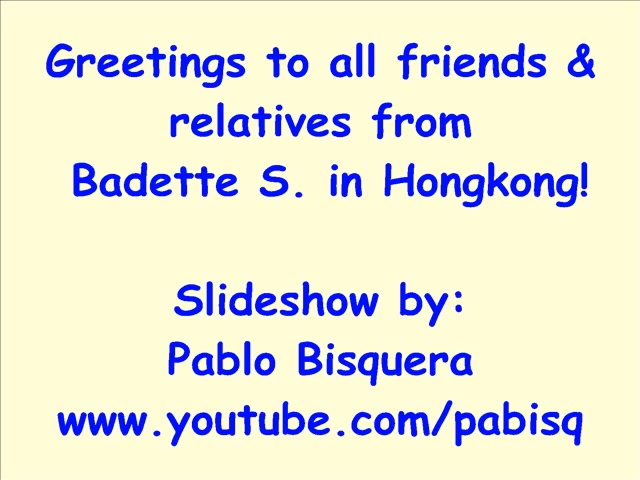 Greetings to all friends &
relatives from
Badette S. in Hongkong!
Slideshow by:
Pablo Bisquera
www.youtube.com/pabisq